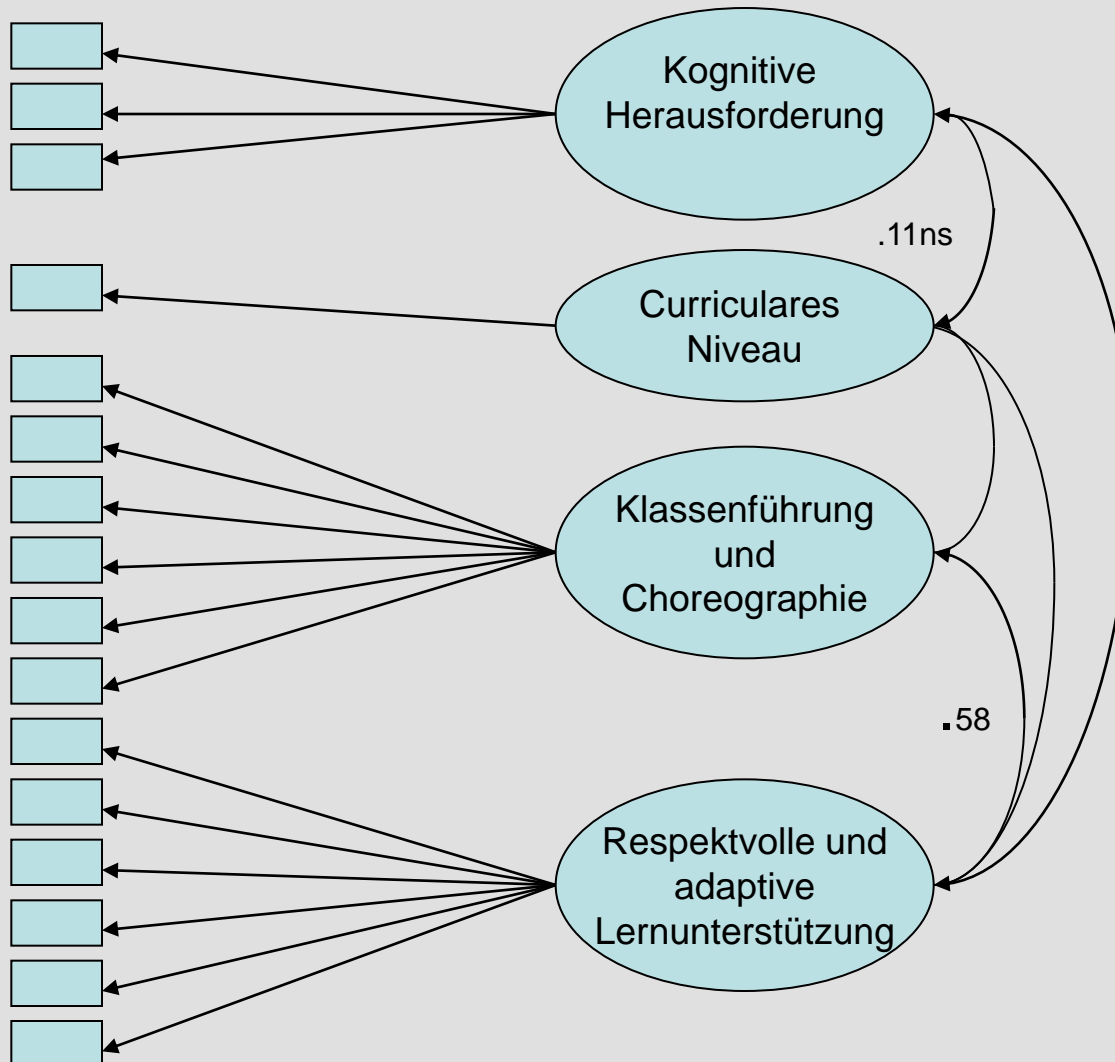 Kognitive
Herausforderung
.11ns
Curriculares
Niveau
Klassenführung
und
Choreographie
.58
Respektvolle und
adaptive
Lernunterstützung